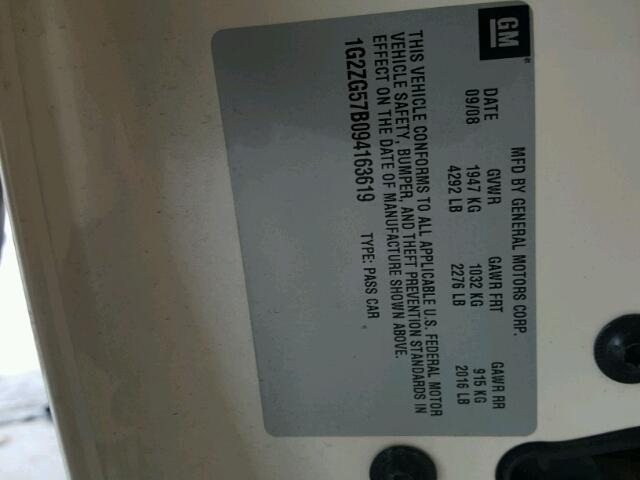 GM
MFD BY GENERAL MOTORS CORP.
DATE GVWR GAWR FRT GAWR RR
09/08 1947 KG 1032 KG 915 KG
4292 LB 2276 LB 2016 LB
THIS VEHICLE CONFORMS TO ALL APPLICABLE U.S. FEDERAL MOTOR
VEHICLE SAFETY, BUMPER, AND THEFT PREVENTION STANDARDS IN
EFFECT ON THE DATE OF MANUFACTURE SHOWN ABOVE.
1G2ZG57B094163619 TYPE: PASS CAR